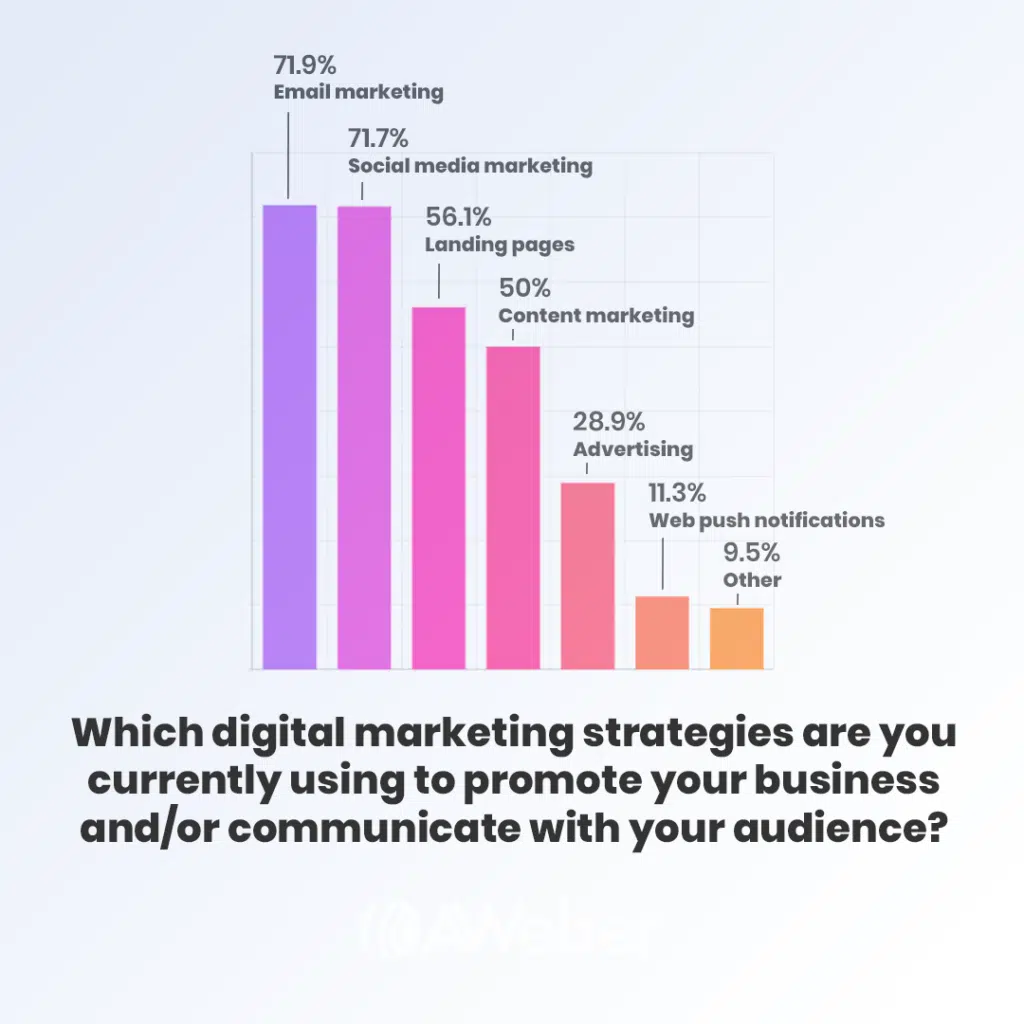 71.9%
Email marketing
71.7%
Social media marketing
56.1%
Landing pages
50%
Content marketing
28.9%
Advertising
11.3%
Web push notifications
9.5%
Other
Which digital marketing strategies are you
currently using to promote your business
and/or communicate with your audience?
AWeber